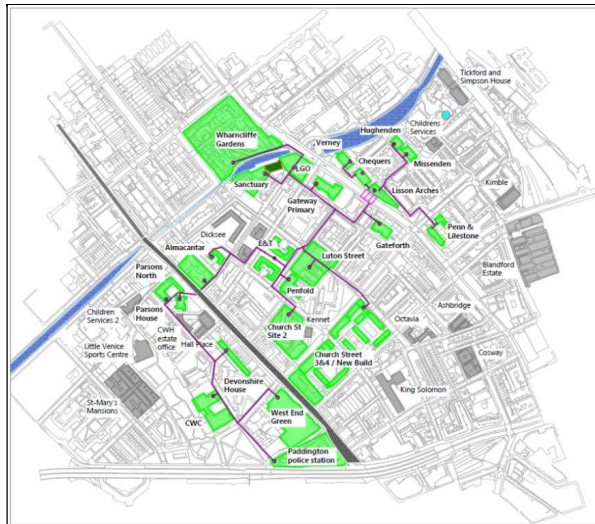 Tickford and
Simpson House
Childrens
Services
Hughenden
Verney
Wharncliffe
Gardens
Chequers
Missenden
LGO
Sanctuary
Lisson Arches
Kimble
Gateway
Primary
Dicksee
Penn &
Lilestone
E&T
Gateforth
Almacantar
Luton Street
Blandford
Estate
Parsons
North
Penfold
Parsons
House
Children
Services 2
CWH
estate
office
Hall Place
Church St
Site 2
Kennet
Octavia
Ashbridge
Little Venice
Sports Centre
Church Street
3&4 / New Build
Cosway
Devonshire
House
King Solomon
St-Mary's
Mansions
CWC
West End
Green
Paddington
police station